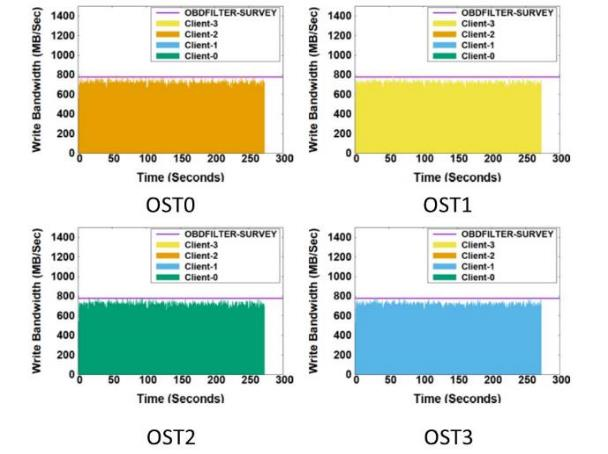 Write Bandwidth (MB/Sec)
1400
1200
1000
800
600
400
200
0
OBDFILTER-SURVEY
Client-3
Client-2
Client-1
Client-0
0 50 100 150 200 250 300
Time (Seconds)
OST0
Write Bandwidth (MB/Sec)
1400
1200
1000
800
600
400
200
0
OBDFILTER-SURVEY
Client-3
Client-2
Client-1
Client-0
0 50 100 150 200 250 300
Time (Seconds)
OST1
Write Bandwidth (MB/Sec)
1400
1200
1000
800
600
400
200
0
OBDFILTER-SURVEY
Client-3
Client-2
Client-1
Client-0
0 50 100 150 200 250 300
Time (Seconds)
OST2
Write Bandwidth (MB/Sec)
1400
1200
1000
800
600
400
200
0
OBDFILTER-SURVEY
Client-3
Client-2
Client-1
Client-0
0 50 100 150 200 250 300
Time (Seconds)
OST3